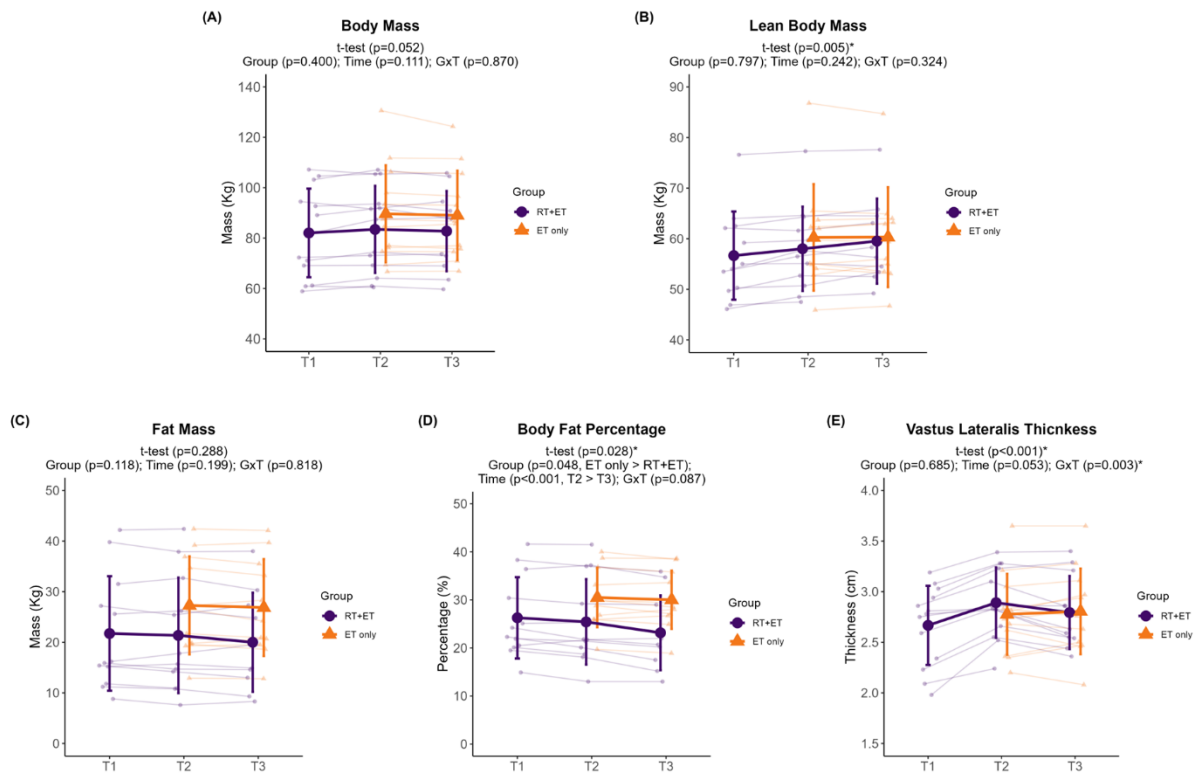 (A)
Body Mass
t-test (p=0.052)
Group (p=0.400); Time (p=0.111); GxT (p=0.870)
Mass (Kg)
140
120
100
80
60
40
T1
T2
T3
Group
RT+ET
ET only
(B)
Lean Body Mass
t-test (p=0.005)*
Group (p=0.797); Time (p=0.242); GxT (p=0.324)
Mass (Kg)
90
80
70
60
50
40
T1
T2
T3
Group
RT+ET
ET only
(C)
Fat Mass
t-test (p=0.288)
Group (p=0.118); Time (p=0.199); GxT (p=0.818)
Mass (Kg)
50
40
30
20
10
0
T1
T2
T3
Group
RT+ET
ET only
(D)
Body Fat Percentage
t-test (p=0.028)*
Group (p=0.048, ET only > RT+ET);
Time (p<0.001, T2 > T3); GxT (p=0.087)
Percentage (%)
50
40
30
20
10
0
T1
T2
T3
Group
RT+ET
ET only
(E)
Vastus Lateralis Thicnkess
t-test (p<0.001)*
Group (p=0.685); Time (p=0.053); GxT (p=0.003)*
Thickness (cm)
4.0
3.5
3.0
2.5
2.0
1.5
T1
T2
T3
Group
RT+ET
ET only